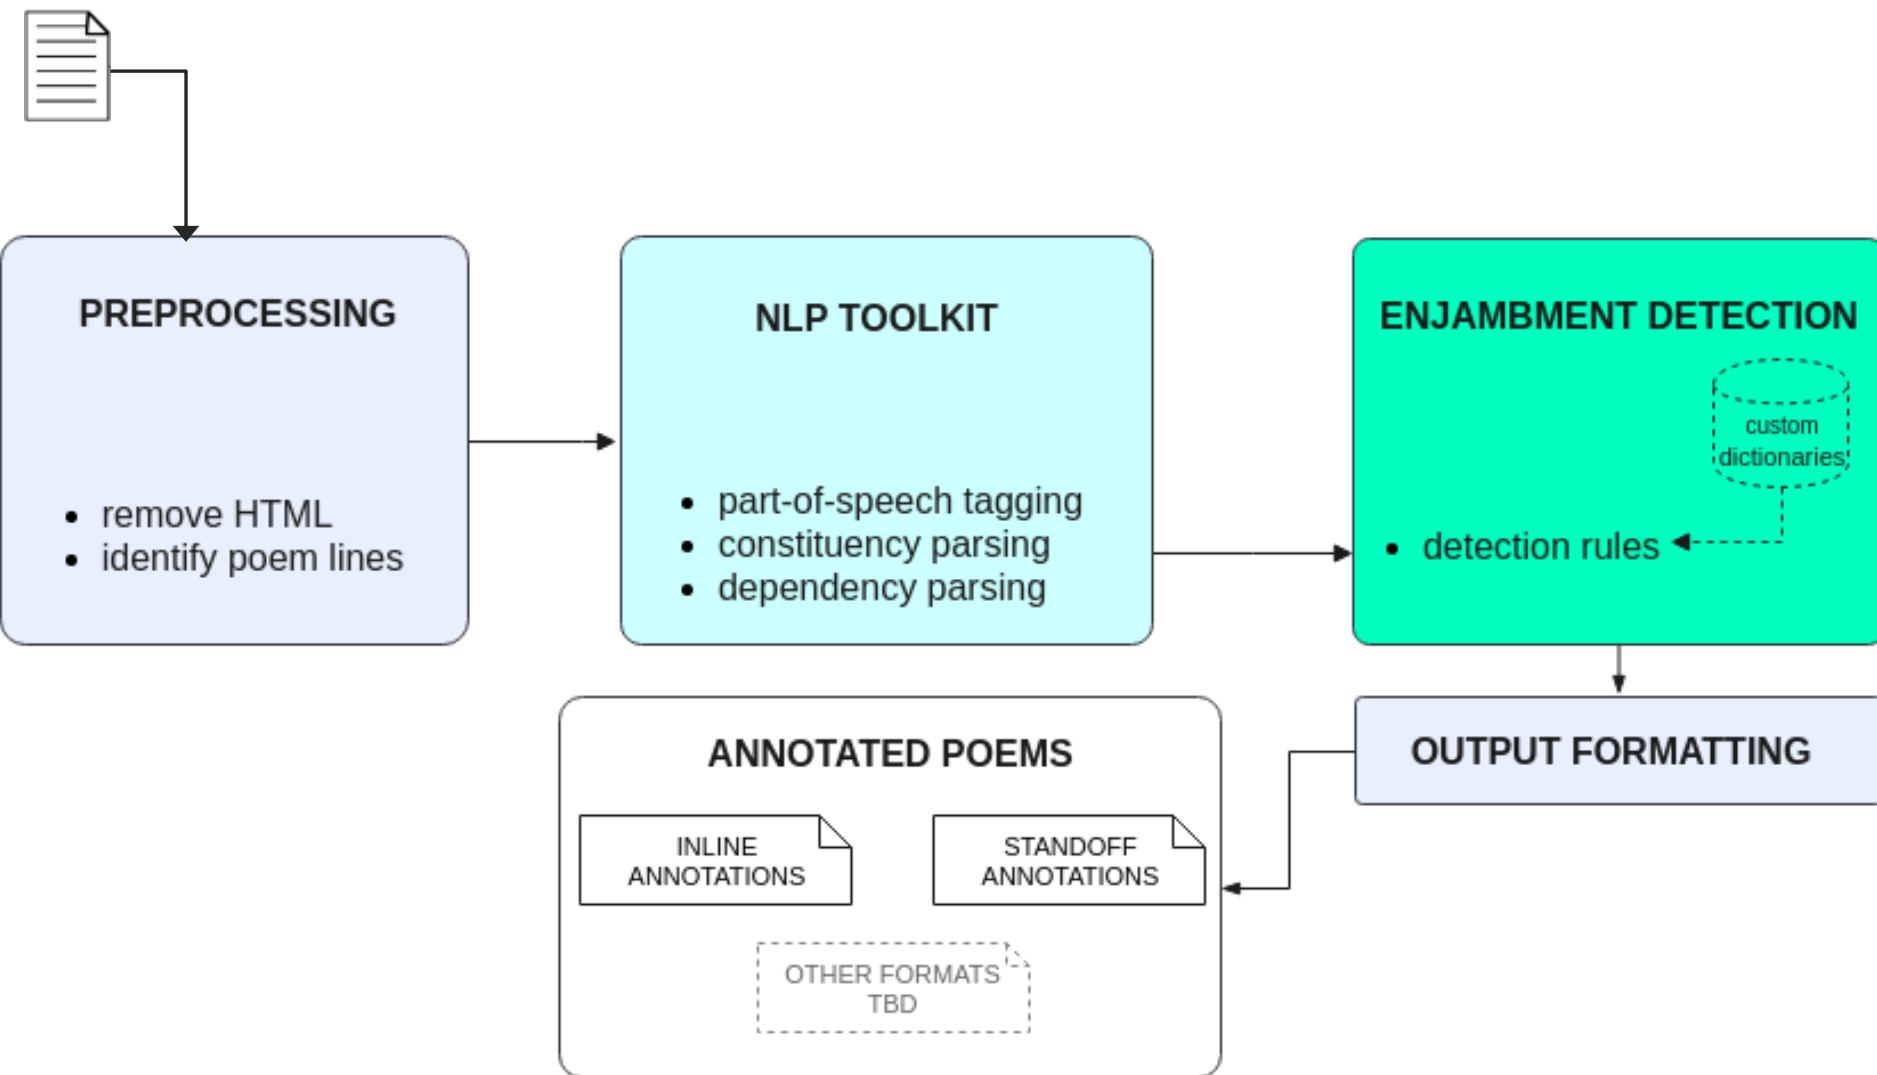 PREPROCESSING
• remove HTML
• identify poem lines
NLP TOOLKIT
• part-of-speech tagging
• constituency parsing
• dependency parsing
ENJAMBMENT DETECTION
custom
dictionaries
• detection rules
OUTPUT FORMATTING
ANNOTATED POEMS
INLINE
ANNOTATIONS
STANDOFF
ANNOTATIONS
OTHER FORMATS
TBD